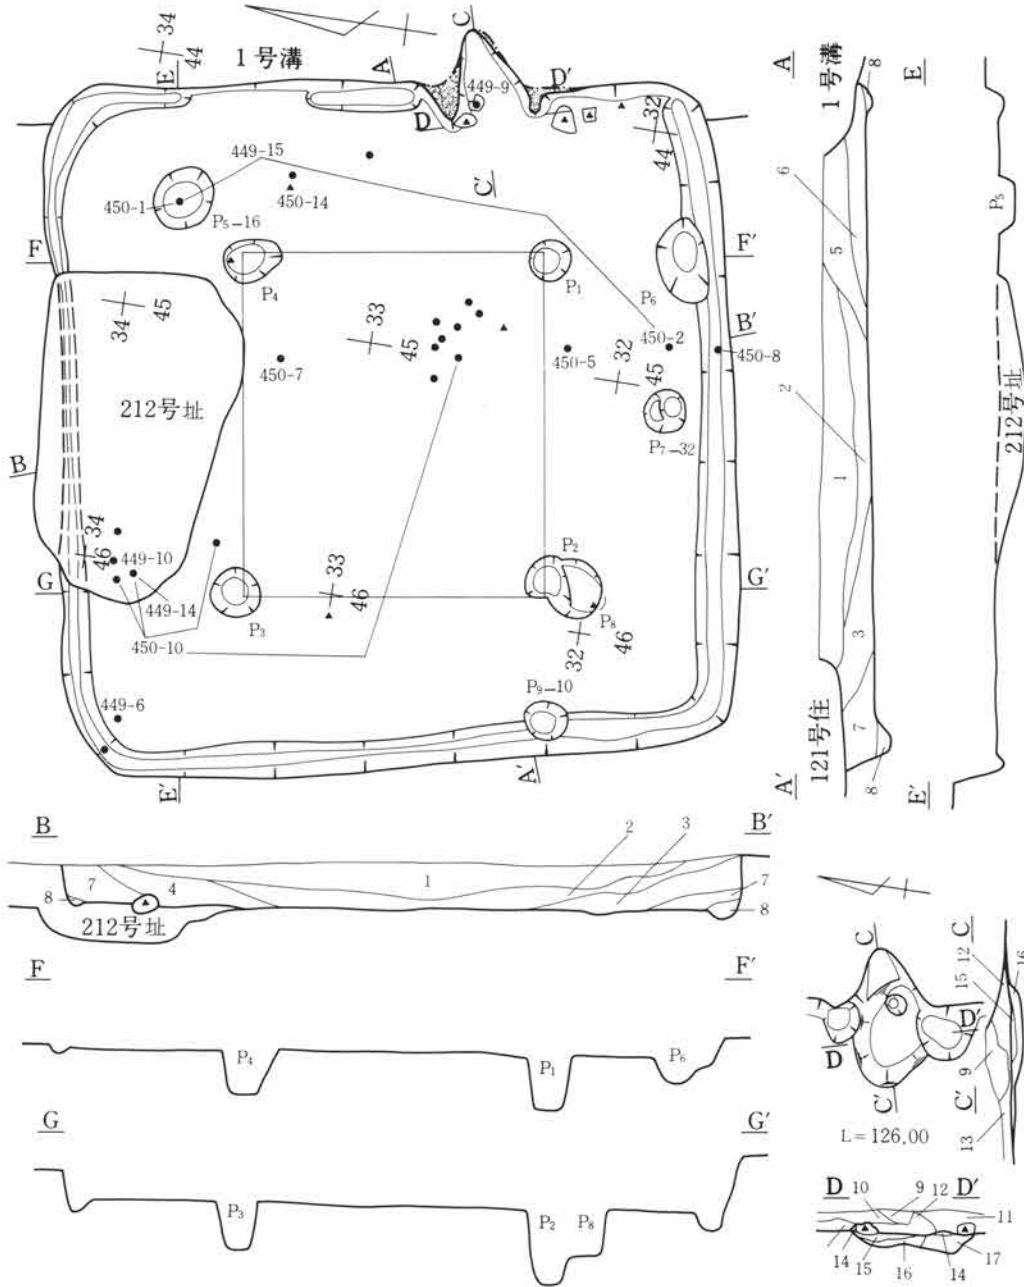 34
44
1号溝
E
A
C
D'
449-9
D
32
44
449-15
450-14
C'
450-1
P5-16
F
P4
P1
P6
F'
34
45
33
45
32
45
450-7
450-5
450-2
B'
450-8
212号址
P7-32
B
34
46
449-10
G
449-14
450-10
P3
33
46
P2
P8
G'
32
46
P9-10
449-6
E'
A'
A
1号溝
8
6
5
2
1
3
7
8
121号住
A'
E
P5
212号址
E'
B
B'
2
3
1
7
4
8
7
8
212号址
F
F'
P4
P1
P6
G
G'
P3
P2
P8
C
D
D'
C'
L=126.00
C
12
15
16
9
C'
13
D
10
9
12
D'
11
14
15
16
14
17